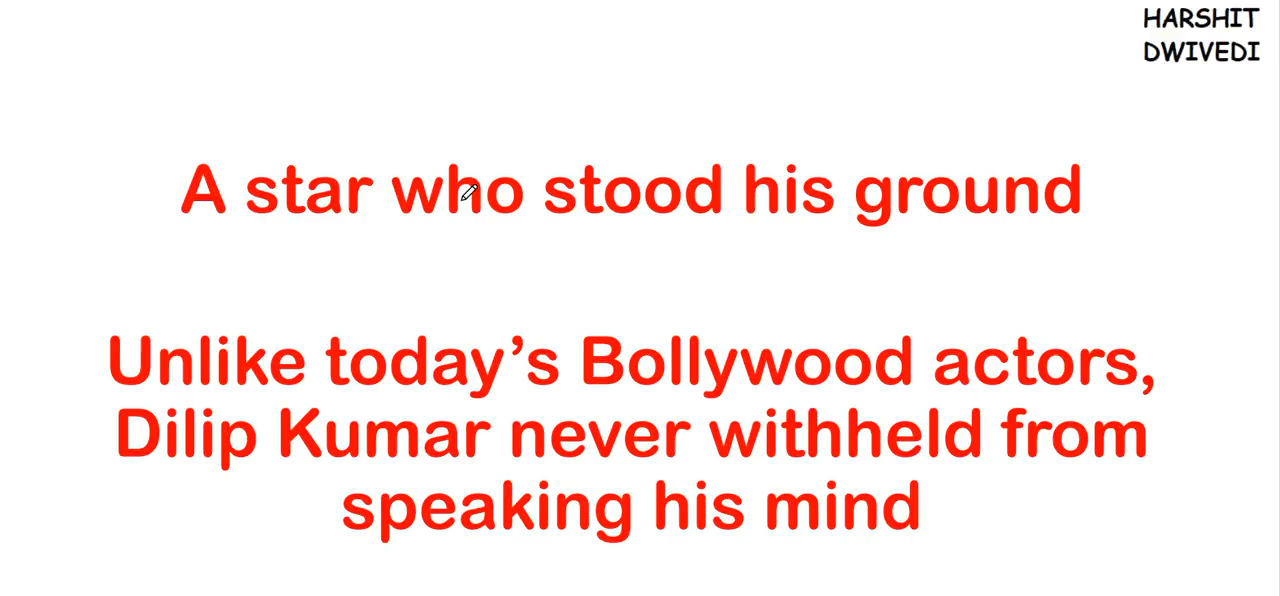 HARSHIT
DWIVEDI
A star who stood his ground
Unlike today’s Bollywood actors,
Dilip Kumar never withheld from
speaking his mind